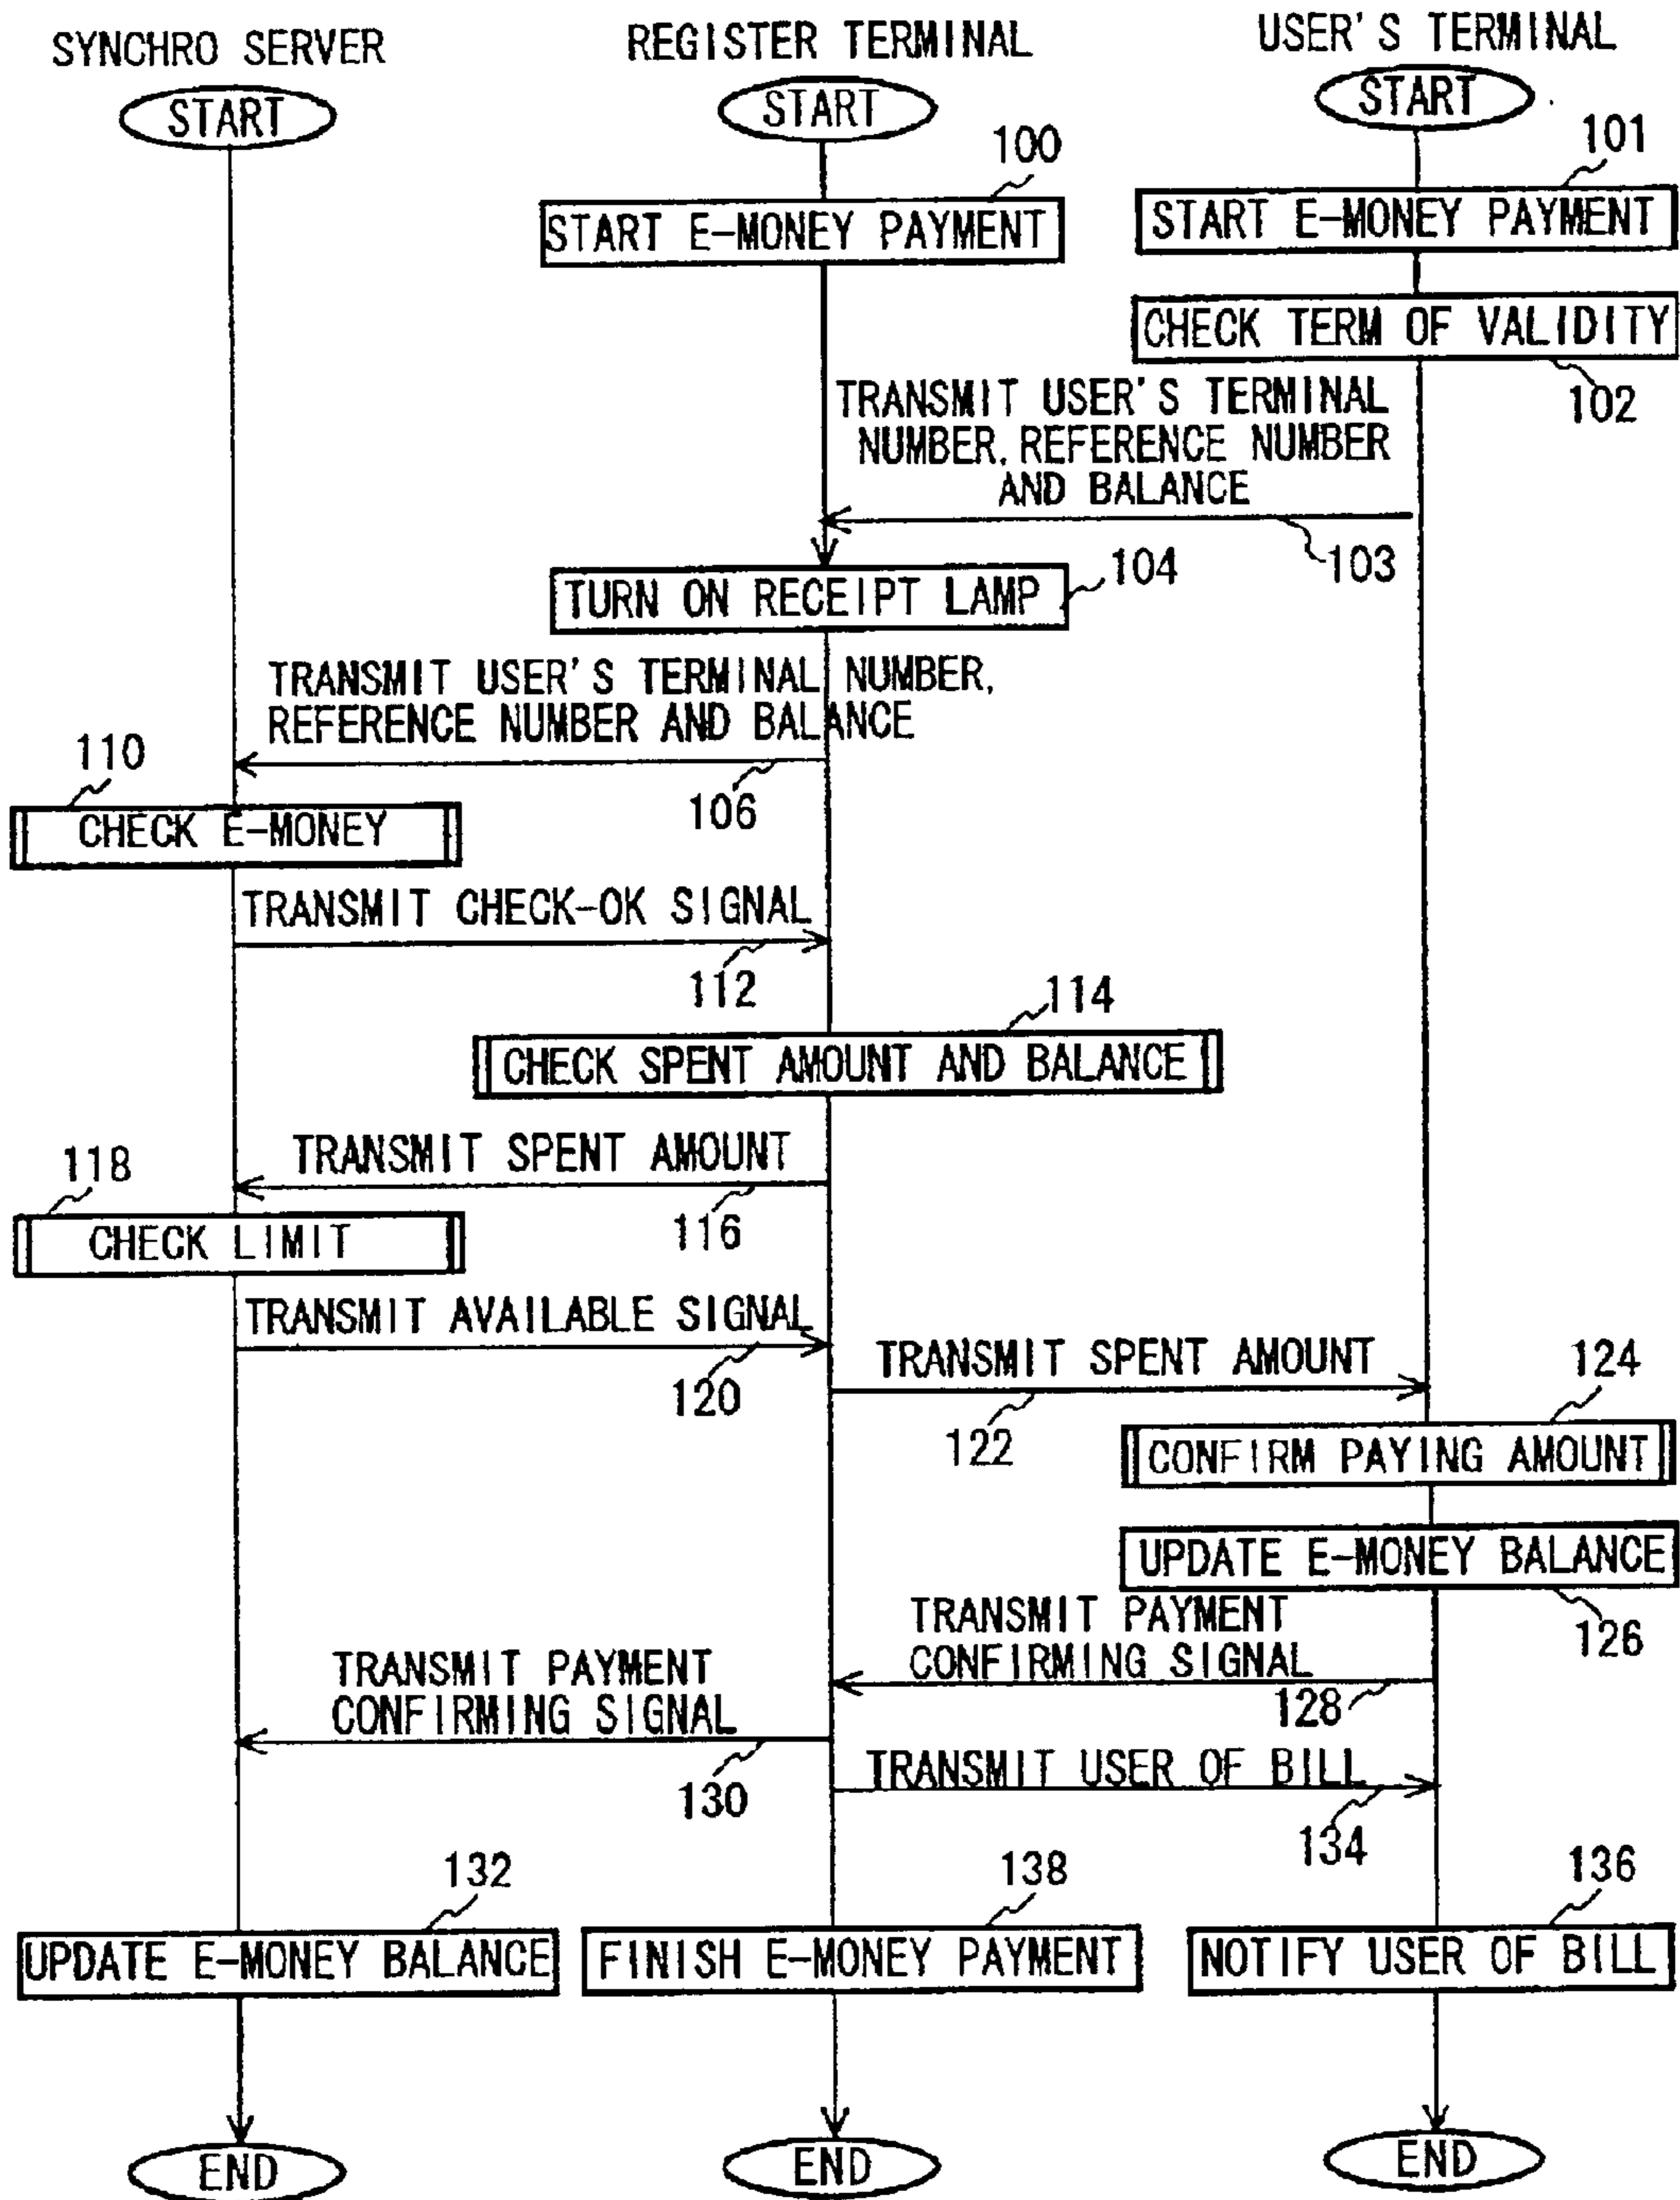 SYNCHRO SERVER
REGISTER TERMINAL
USER'S TERMINAL
START
START
START
100
101
START E-MONEY PAYMENT
START E-MONEY PAYMENT
CHECK TERM OF VALIDITY
102
TRANSMIT USER'S TERMINAL
NUMBER, REFERENCE NUMBER
AND BALANCE
103
TURN ON RECEIPT LAMP
104
TRANSMIT USER'S TERMINAL NUMBER,
REFERENCE NUMBER AND BALANCE
106
110
CHECK E-MONEY
TRANSMIT CHECK-OK SIGNAL
112
114
CHECK SPENT AMOUNT AND BALANCE
TRANSMIT SPENT AMOUNT
116
118
CHECK LIMIT
TRANSMIT AVAILABLE SIGNAL
120
TRANSMIT SPENT AMOUNT
122
124
CONFIRM PAYING AMOUNT
UPDATE E-MONEY BALANCE
126
TRANSMIT PAYMENT
CONFIRMING SIGNAL
128
TRANSMIT PAYMENT
CONFIRMING SIGNAL
130
TRANSMIT USER OF BILL
134
132
138
136
UPDATE E-MONEY BALANCE
FINISH E-MONEY PAYMENT
NOTIFY USER OF BILL
END
END
END